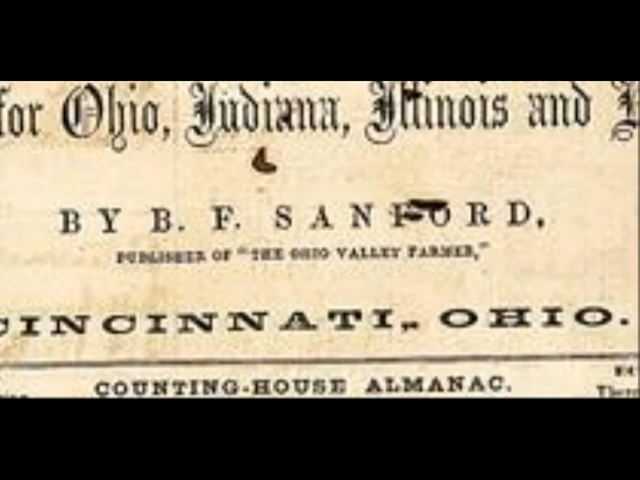 for Ohio, Indiana, Illinois and
BY B. F. SANFORD,
PUBLISHER OF "THE OHIO VALLEY FARMER,"
CINCINNATI, OHIO.
COUNTING-HOUSE ALMANAC.